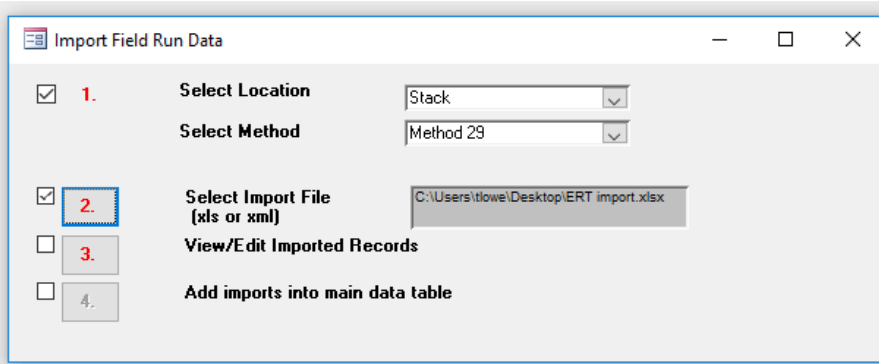 Import Field Run Data
1. Select Location Stack
Select Method Method 29
2. Select Import File C:\Users\tlowe\Desktop\ERT import.xlsx
(xls or xml)
3. View/Edit Imported Records
4. Add imports into main data table